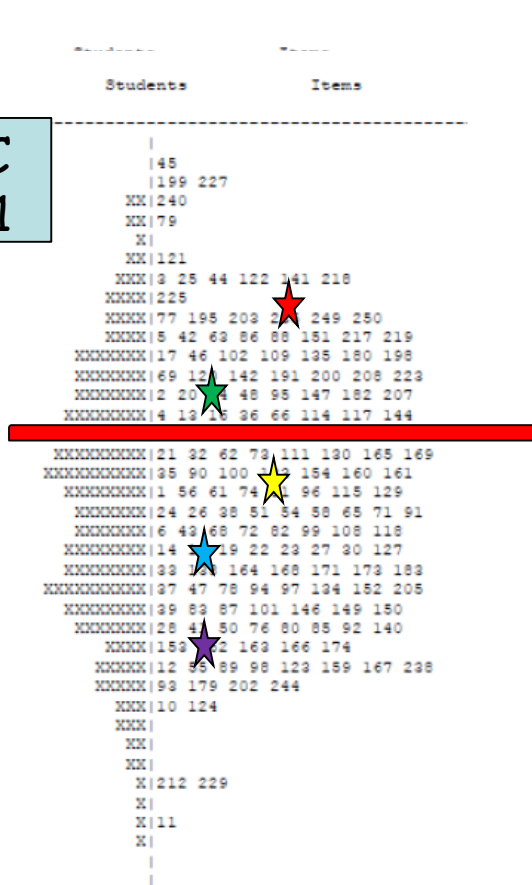 Students Items
|
|45
|199 227
XX|240
XX|79
X|
XX|121
XXX|3 25 44 122 141 218
XXXX|225
XXXX|77 195 203 249 250
XXXX|5 42 63 86 88 151 217 219
XXXXXXX|17 46 102 109 135 180 198
XXXXXXX|69 142 191 200 208 223
XXXXXXX|2 48 95 147 182 207
XXXXXXXX|4 13 36 66 114 117 144
XXXXXXXXX|21 32 62 73 111 130 165 169
XXXXXXXXXX|35 90 100 154 160 161
XXXXXXXX|1 56 61 74 96 115 129
XXXXXXX|24 26 38 51 54 58 65 71 91
XXXXXXX|6 43 68 72 82 99 108 118
XXXXXXXX|14 19 22 23 27 30 127
XXXXXXXX|33 164 168 171 173 183
XXXXXXXXXX|37 47 78 94 97 134 152 205
XXXXXXXX|39 83 87 101 146 149 150
XXXXXXX|28 50 76 80 85 92 140
XXXX|153 163 166 174
XXXXX|12 89 98 123 159 167 238
XXXXX|93 179 202 244
XXX|10 124
XXX|
XX|
XX|
X|212 229
X|
X|11
X|
|
|